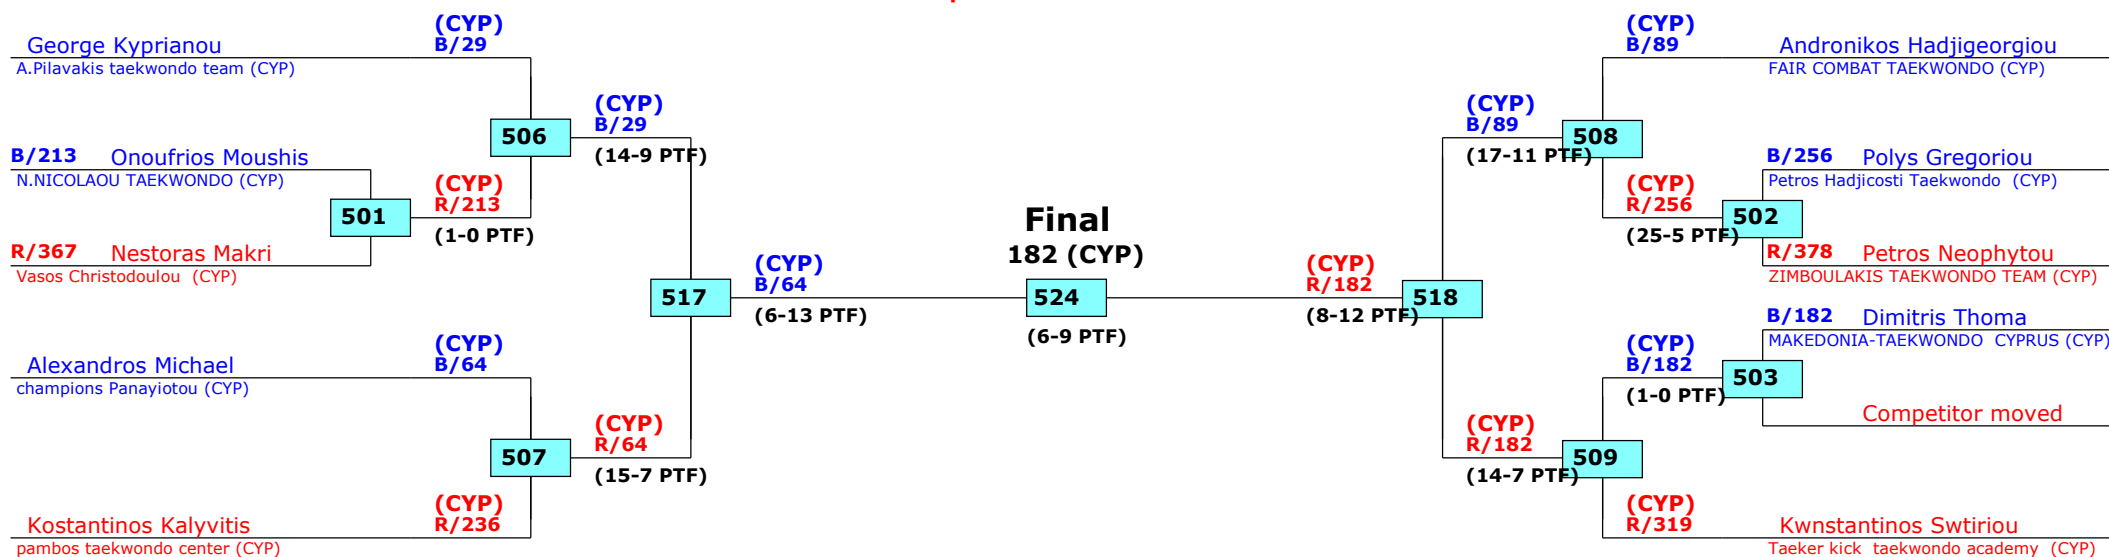 (CYP)
George Kyprianou B/29
A.Pilavakis taekwondo team (CYP)
(CYP)
B/29
506
(14-9 PTF)
B/213 Onoufrios Moushis
N.NICOLAOU TAEKWONDO (CYP)
(CYP)
R/213
501
(1-0 PTF)
R/367 Nestoras Makri
Vasos Christodoulou (CYP)
(CYP)
B/64
517
(6-13 PTF)
(CYP)
Alexandros Michael B/64
champions Panayiotou (CYP)
(CYP)
R/64
507
(15-7 PTF)
(CYP)
Kostantinos Kalyvitis R/236
pambos taekwondo center (CYP)
Final
182 (CYP)
524
(6-9 PTF)
(CYP)
B/89 Andronikos Hadjigeorgiou
FAIR COMBAT TAEKWONDO (CYP)
(CYP)
B/89
508
(17-11 PTF)
B/256 Polys Gregoriou
Petros Hadjicosti Taekwondo (CYP)
(CYP)
R/256
502
(25-5 PTF)
R/378 Petros Neophytou
ZIMBOULAKIS TAEKWONDO TEAM (CYP)
(CYP)
R/182
518
(8-12 PTF)
B/182 Dimitris Thoma
MAKEDONIA-TAEKWONDO CYPRUS (CYP)
(CYP)
B/182
503
(1-0 PTF)
Competitor moved
(CYP)
R/182
509
(14-7 PTF)
(CYP)
R/319 Kwnstantinos Swtiriou
Taeker kick taekwondo academy (CYP)